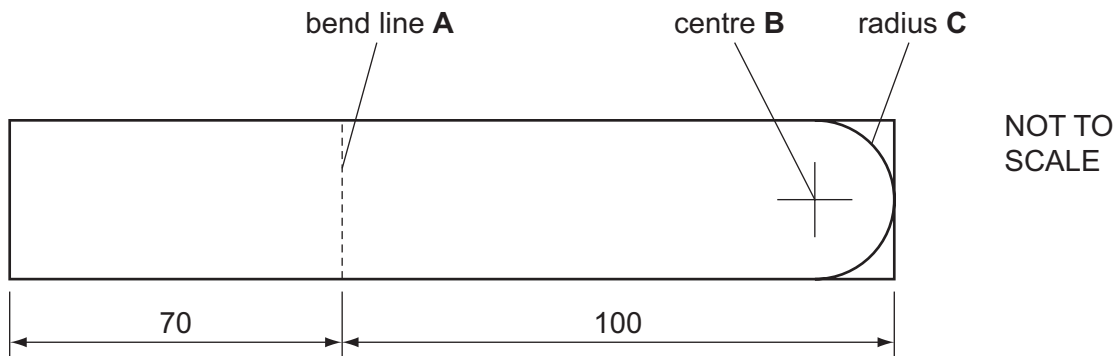 bend line A
centre B
radius C
NOT TO
SCALE
70
100